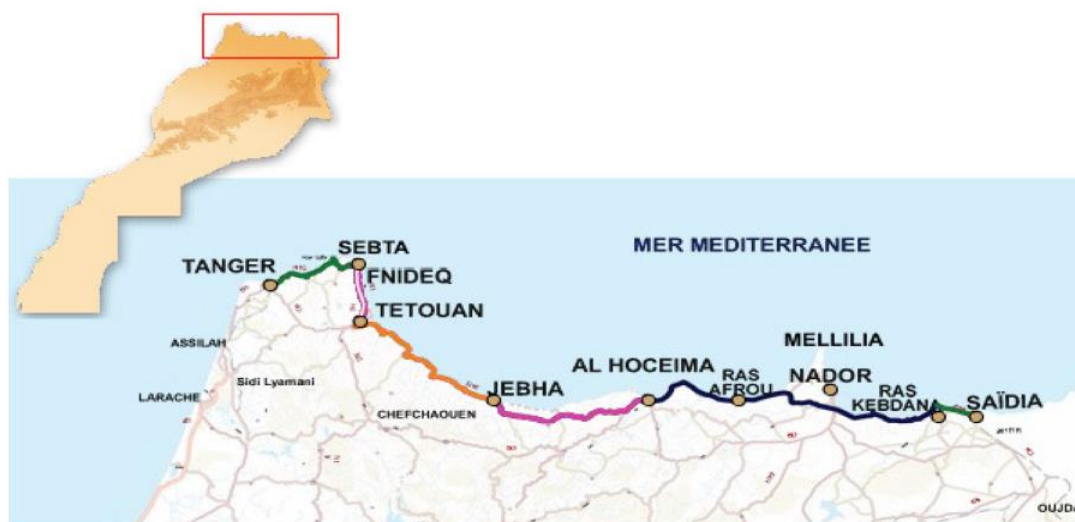 SEBTA
MER MEDITERRANEE
TANGER
FNIDEQ
TETOUAN
ASSILAH
MELLILIA
AL HOCEIMA
RAS
AFROU
NADOR
Sidi Lyamani
JEBHA
RAS
KEBDANA
SAÏDIA
LARACHE
CHEFCHAOUEN
OUJDA